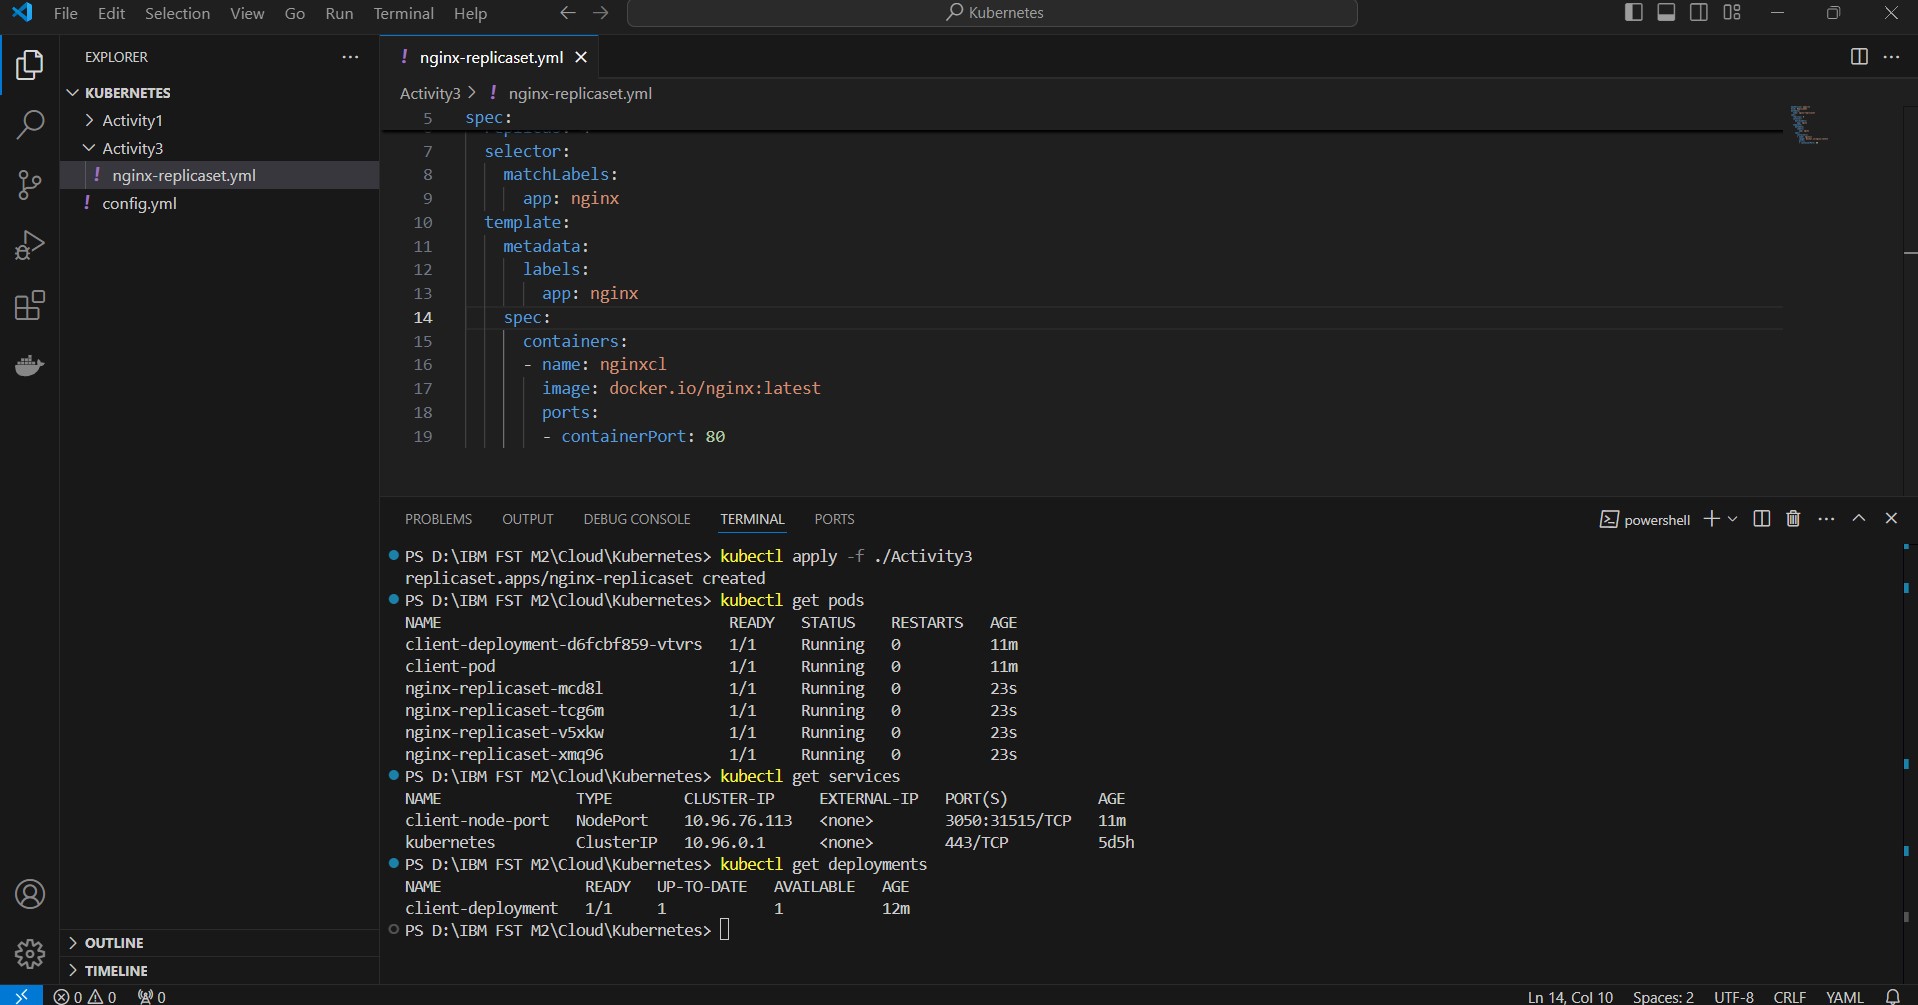 File Edit Selection View Go Run Terminal Help
Kubernetes
EXPLORER
KUBERNETES
Activity1
Activity3
! nginx-replicaset.yml
! config.yml
OUTLINE
TIMELINE
! nginx-replicaset.yml
Activity3 > ! nginx-replicaset.yml
5 spec:
7 selector:
8 matchLabels:
9 app: nginx
10 template:
11 metadata:
12 labels:
13 app: nginx
14 spec:
15 containers:
16 - name: nginxcl
17 image: docker.io/nginx:latest
18 ports:
19 - containerPort: 80
PROBLEMS OUTPUT DEBUG CONSOLE TERMINAL PORTS
powershell
PS D:\IBM FST M2\Cloud\Kubernetes> kubectl apply -f ./Activity3
replicaset.apps/nginx-replicaset created
PS D:\IBM FST M2\Cloud\Kubernetes> kubectl get pods
NAME READY STATUS RESTARTS AGE
client-deployment-d6fcbf859-vtvrs 1/1 Running 0 11m
client-pod 1/1 Running 0 11m
nginx-replicaset-mcd8l 1/1 Running 0 23s
nginx-replicaset-tcg6m 1/1 Running 0 23s
nginx-replicaset-v5xkw 1/1 Running 0 23s
nginx-replicaset-xmq96 1/1 Running 0 23s
PS D:\IBM FST M2\Cloud\Kubernetes> kubectl get services
NAME TYPE CLUSTER-IP EXTERNAL-IP PORT(S) AGE
client-node-port NodePort 10.96.76.113 <none> 3050:31515/TCP 11m
kubernetes ClusterIP 10.96.0.1 <none> 443/TCP 5d5h
PS D:\IBM FST M2\Cloud\Kubernetes> kubectl get deployments
NAME READY UP-TO-DATE AVAILABLE AGE
client-deployment 1/1 1 1 12m
PS D:\IBM FST M2\Cloud\Kubernetes>
0 0 0
Ln 14, Col 10 Spaces: 2 UTF-8 CRLF YAML